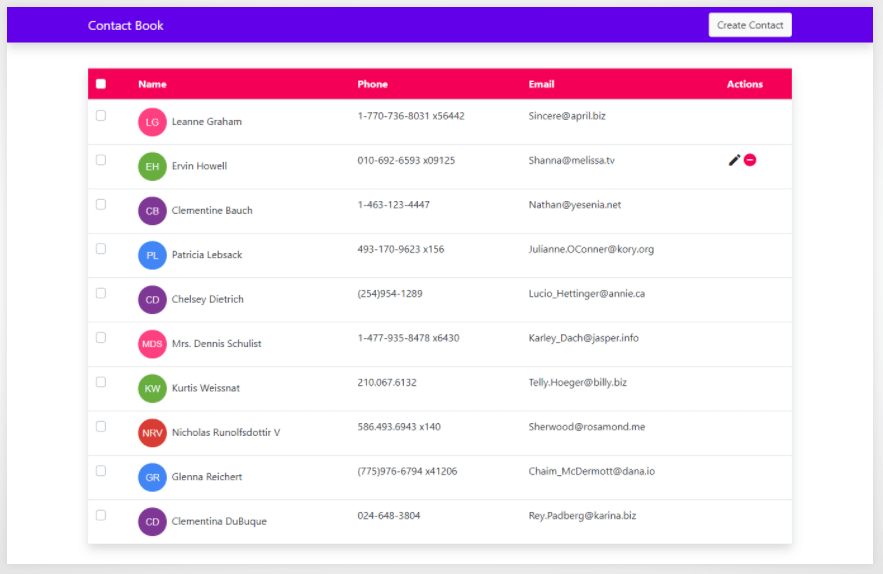 Contact Book Create Contact
Name Phone Email Actions
LG Leanne Graham 1-770-736-8031 x56442 Sincere@april.biz
EH Ervin Howell 010-692-6593 x09125 Shanna@melissa.tv
CB Clementine Bauch 1-463-123-4447 Nathan@yesenia.net
PL Patricia Lebsack 493-170-9623 x156 Julianne.OConner@kory.org
CD Chelsey Dietrich (254)954-1289 Lucio_Hettinger@annie.ca
MDS Mrs. Dennis Schulist 1-477-935-8478 x6430 Karley_Dach@jasper.info
KW Kurtis Weissnat 210.067.6132 Telly.Hoeger@billy.biz
NRV Nicholas Runolfsdottir V 586.493.6943 x140 Sherwood@rosamond.me
GR Glenna Reichert (775)976-6794 x41206 Chaim_McDermott@dana.io
CD Clementina DuBuque 024-648-3804 Rey.Padberg@karina.biz